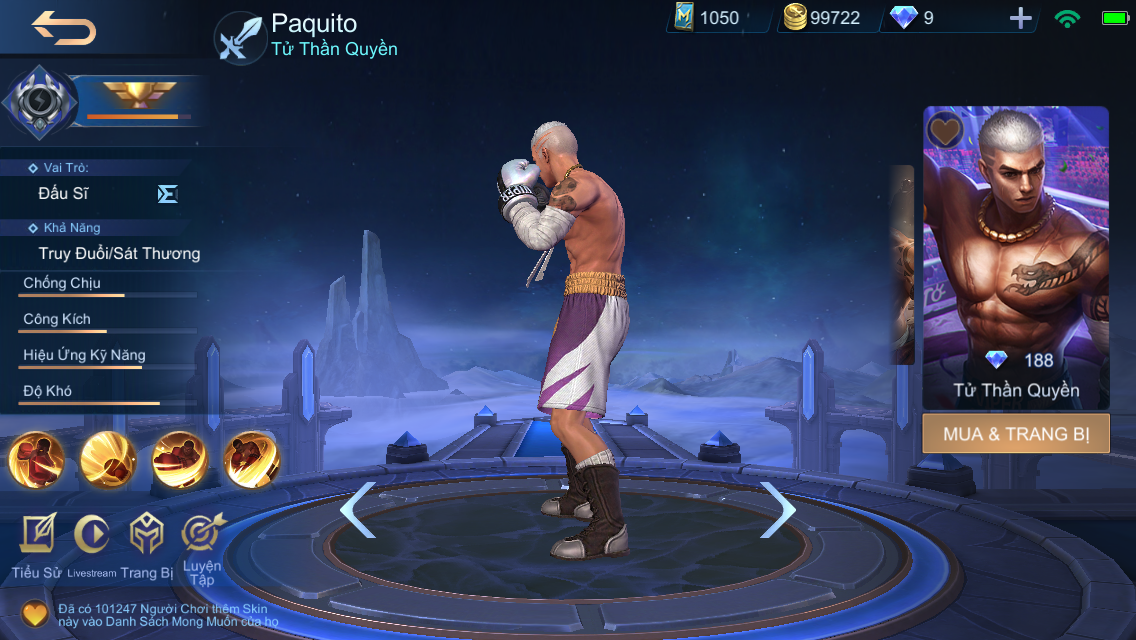 Paquito
Tử Thần Quyền
1050
99722
9
Vai Trò:
Đấu Sĩ
Khả Năng
Truy Đuổi/Sát Thương
Chống Chịu
Công Kích
Hiệu Ứng Kỹ Năng
Độ Khó
Tiểu Sử
Livestream
Trang Bị
Luyện
Tập
Đã có 101247 Người Chơi thêm Skin
này vào Danh Sách Mong Muốn của họ
188
Tử Thần Quyền
MUA & TRANG BỊ